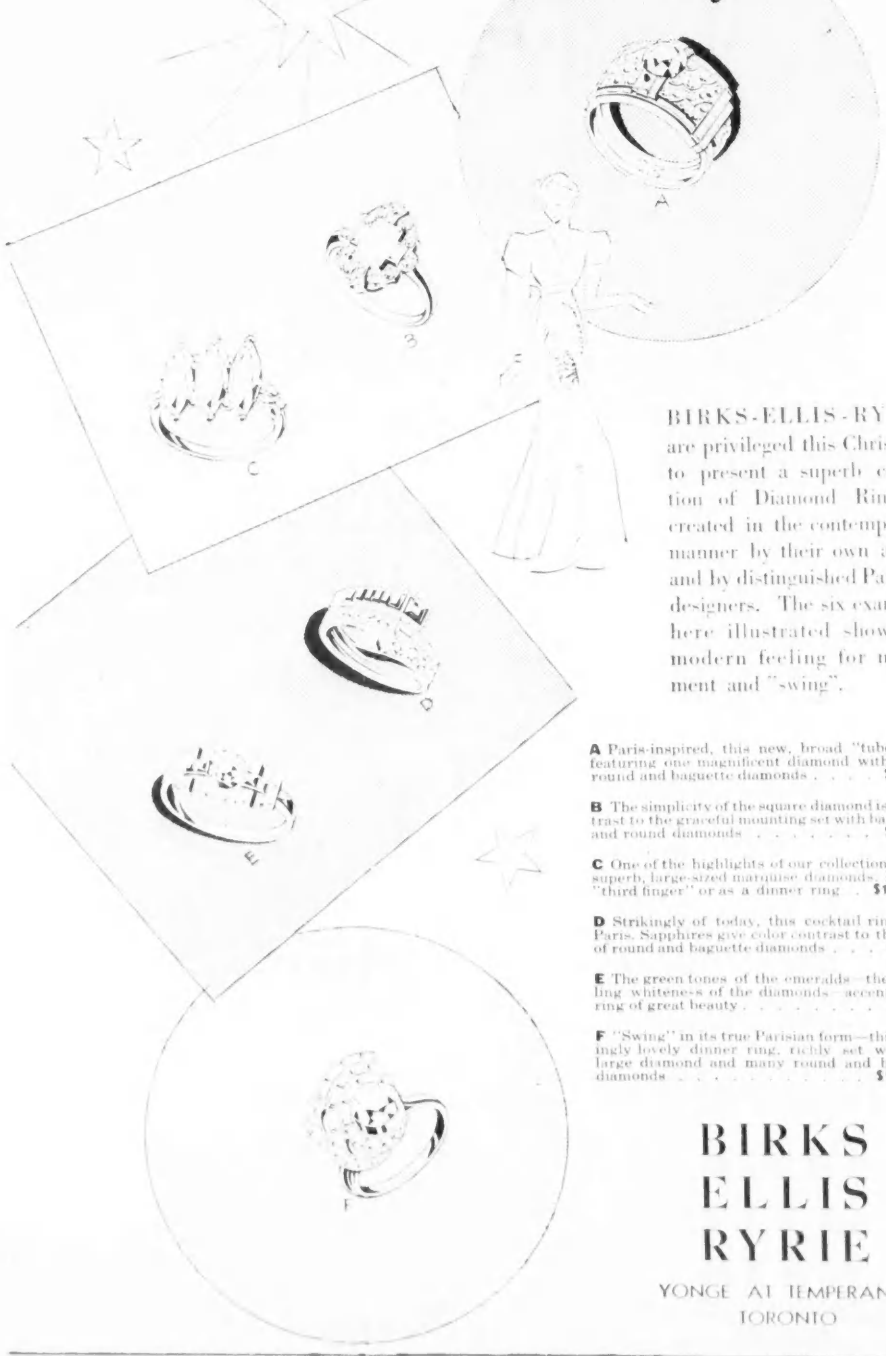 A
B
C
D
E
F
BIRKS-ELLIS-RY
are privileged this Chris
to present a superb c
tion of Diamond Rin
created in the contemp
manner by their own a
and by distinguished Pa
designers. The six exam
here illustrated show
modern feeling for m
ment and "swing".
A Paris-inspired, this new, broad "tube
featuring one magnificent diamond with
round and baguette diamonds . . . . $
B The simplicity of the square diamond is
trast to the graceful mounting set with ba
and round diamonds . . . . . . .
C One of the highlights of our collection
superb, large-sized marquise diamonds.
"third finger" or as a dinner ring . $1
D Strikingly of today, this cocktail rin
Paris. Sapphires give color contrast to th
of round and baguette diamonds . . . .
E The green tones of the emeralds—the
ling whiteness of the diamonds—accen
ring of great beauty . . . . . . . .
F "Swing" in its true Parisian form—thi
ingly lovely dinner ring, richly set w
large diamond and many round and b
diamonds . . . . . . . . . . . $
BIRKS
ELLIS
RYRIE
YONGE AT TEMPERAN
TORONTO